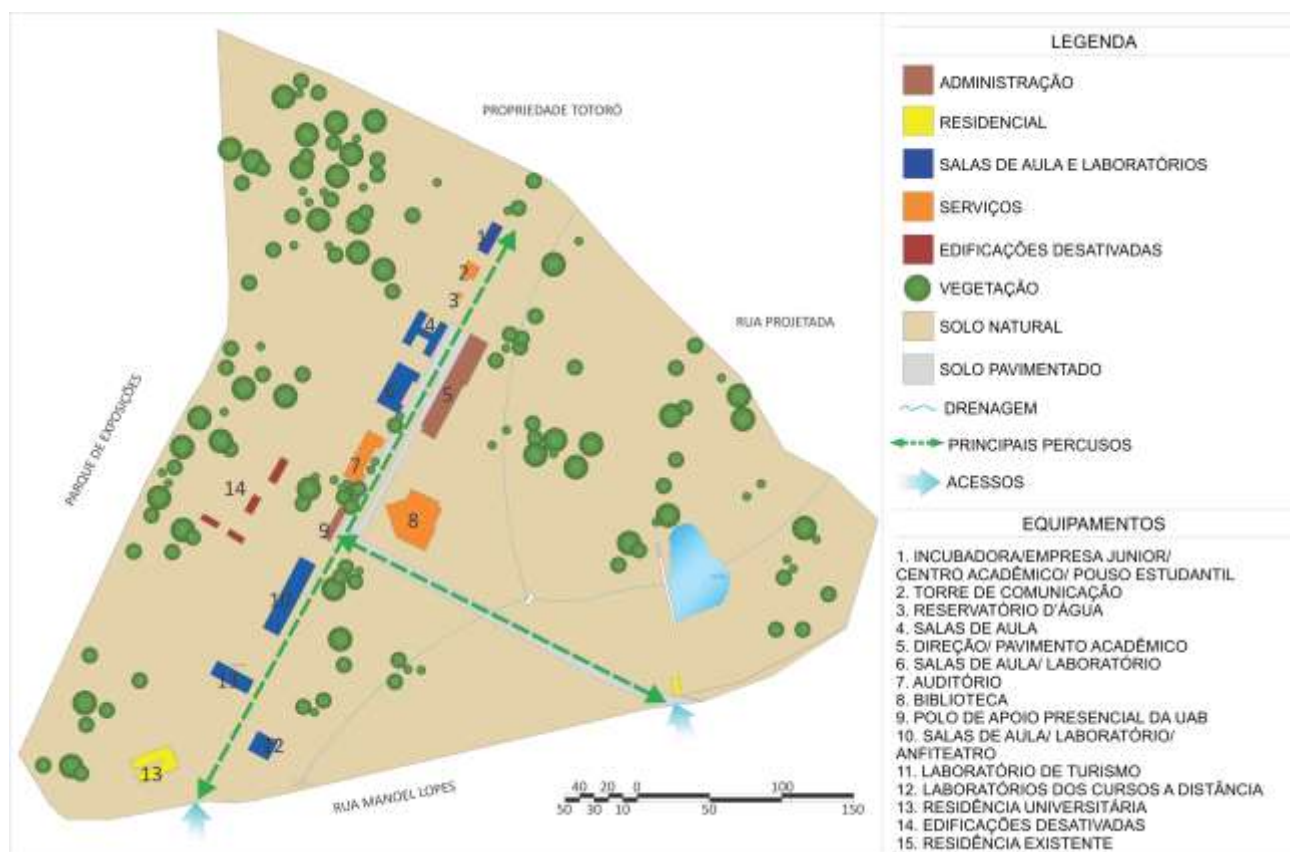 PROPRIEDADE TOTORÓ
RUA PROJETADA
PARQUE DE EXPOSIÇÕES
RUA MANOEL LOPES
1
2
3
4
5
6
7
8
9
10
11
12
13
14
40 20 0 100
50 30 10 50 150
LEGENDA
ADMINISTRAÇÃO
RESIDENCIAL
SALAS DE AULA E LABORATÓRIOS
SERVIÇOS
EDIFICAÇÕES DESATIVADAS
VEGETAÇÃO
SOLO NATURAL
SOLO PAVIMENTADO
DRENAGEM
PRINCIPAIS PERCUSOS
ACESSOS
EQUIPAMENTOS
1. INCUBADORA/EMPRESA JUNIOR/
CENTRO ACADÊMICO/ POUSO ESTUDANTIL
2. TORRE DE COMUNICAÇÃO
3. RESERVATÓRIO D'ÁGUA
4. SALAS DE AULA
5. DIREÇÃO/ PAVIMENTO ACADÊMICO
6. SALAS DE AULA/ LABORATÓRIO
7. AUDITÓRIO
8. BIBLIOTECA
9. POLO DE APOIO PRESENCIAL DA UAB
10. SALAS DE AULA/ LABORATÓRIO/
ANFITEATRO
11. LABORATÓRIO DE TURISMO
12. LABORATÓRIOS DOS CURSOS A DISTÂNCIA
13. RESIDÊNCIA UNIVERSITÁRIA
14. EDIFICAÇÕES DESATIVADAS
15. RESIDÊNCIA EXISTENTE